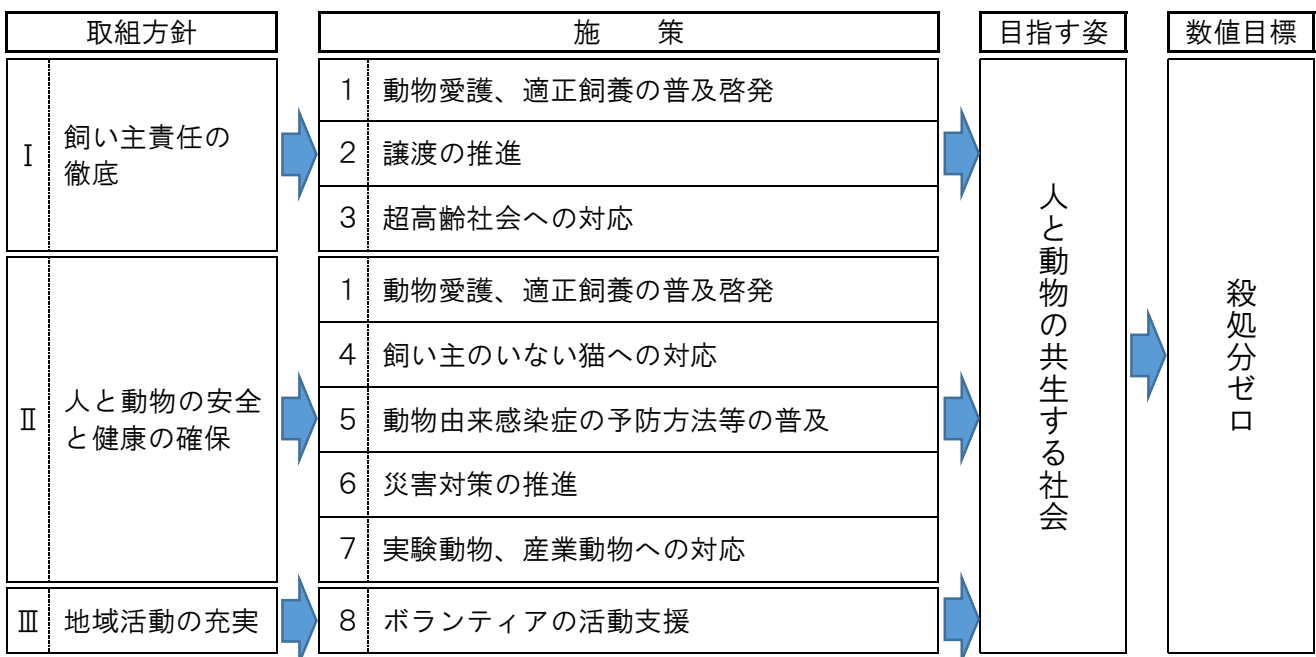 取組方針
施　　策
目指す姿
数値目標
Ⅰ
飼い主責任の
徹底
1 動物愛護、適正飼養の普及啓発
2 譲渡の推進
3 超高齢社会への対応
Ⅱ
人と動物の安全
と健康の確保
1 動物愛護、適正飼養の普及啓発
4 飼い主のいない猫への対応
5 動物由来感染症の予防方法等の普及
6 災害対策の推進
7 実験動物、産業動物への対応
Ⅲ 地域活動の充実
8 ボランティアの活動支援
人と動物の共生する社会
殺処分ゼロ